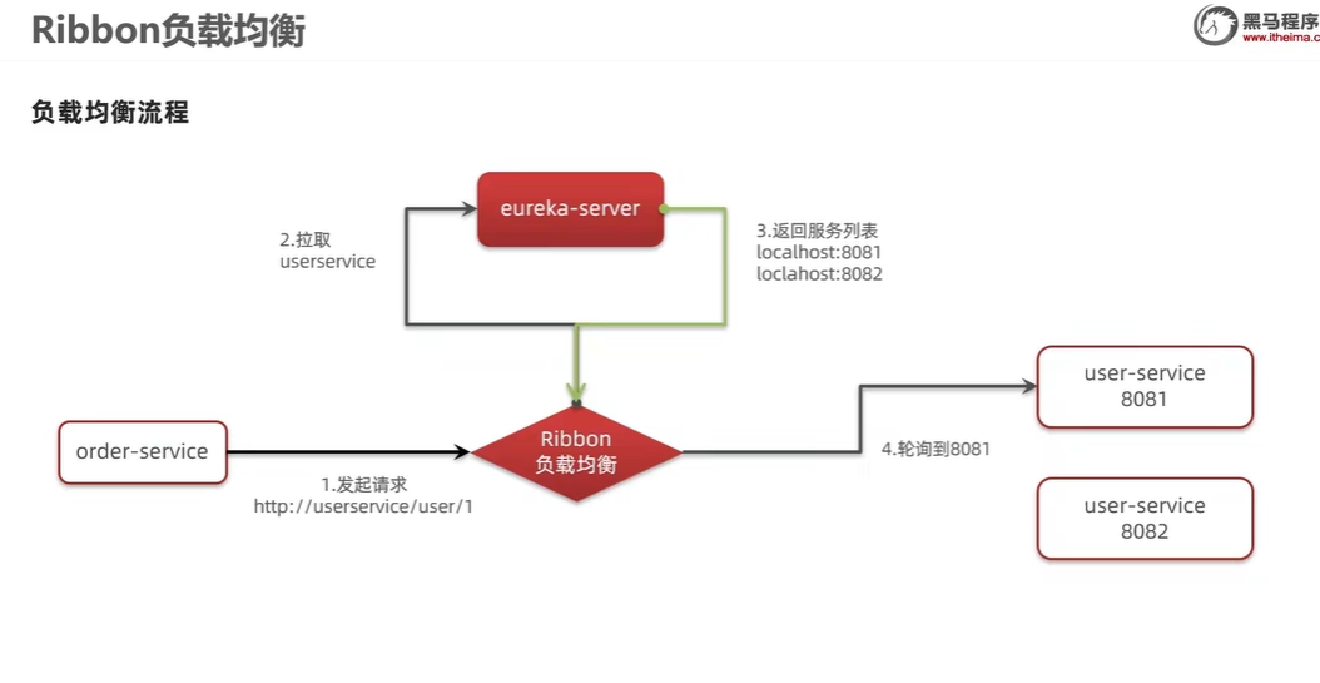 Ribbon负载均衡
黑马程序
www.itheima.c
负载均衡流程
eureka-server
2.拉取
userservice
3.返回服务列表
localhost:8081
loclahost:8082
order-service
1.发起请求
http://userservice/user/1
Ribbon
负载均衡
4.轮询到8081
user-service
8081
user-service
8082